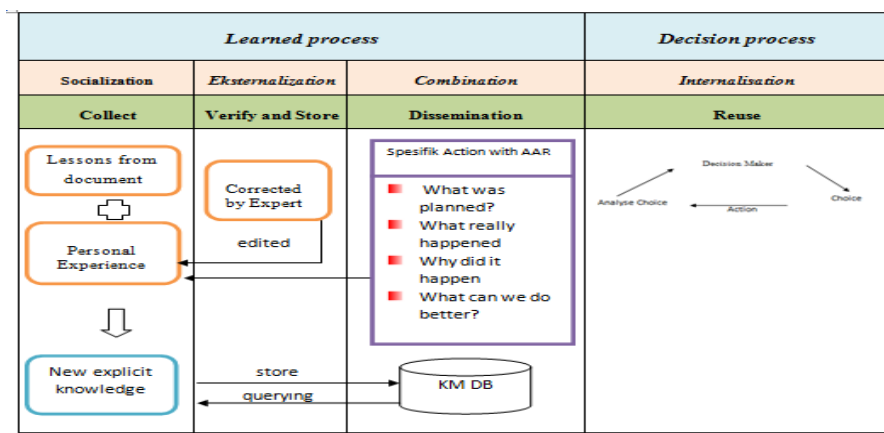 Learned process
Decision process
Socialization
Eksternalization
Combination
Internalisation
Collect
Verify and Store
Dissemination
Reuse
Lessons from
document
Personal
Experience
New explicit
knowledge
Corrected
by Expert
edited
store
querying
Spesifik Action with AAR
What was
planned?
What really
happened
Why did it
happen
What can we do
better?
KM DB
Decision Maker
Analyse Choice
Choice
Action